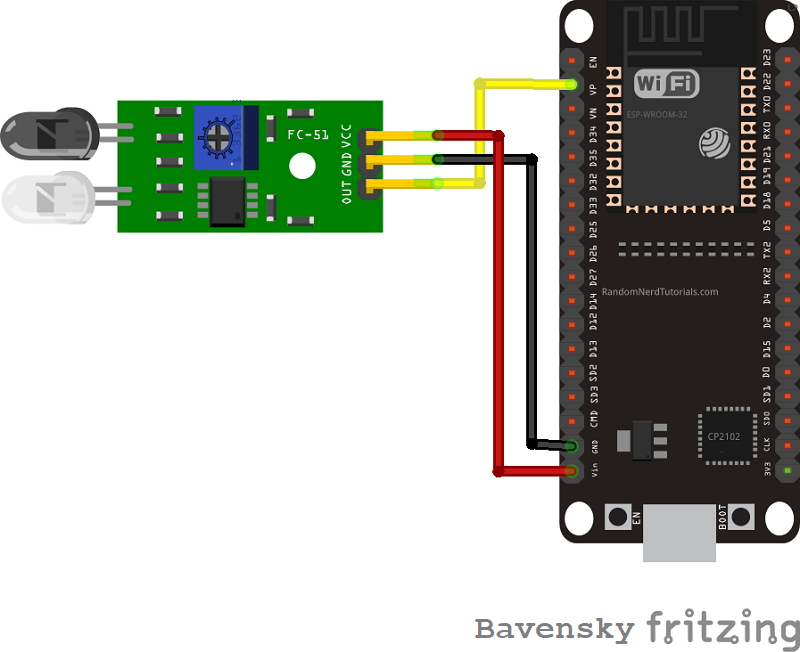 FC-51
VCC
GND
OUT
EN
VP
VN
D34
D35
D32
D33
D25
D26
D27
D14
D12
D13
SD2
SD3
CMD
GND
Vin
WiFi
ESP-WROOM-32
RandomNerdTutorials.com
CP2102
D23
D22
TX0
RX0
D21
D19
D18
D5
TX2
RX2
D4
D2
D15
D0
SD1
SD0
CLK
3V3
EN
BOOT
Bavensky fritzing